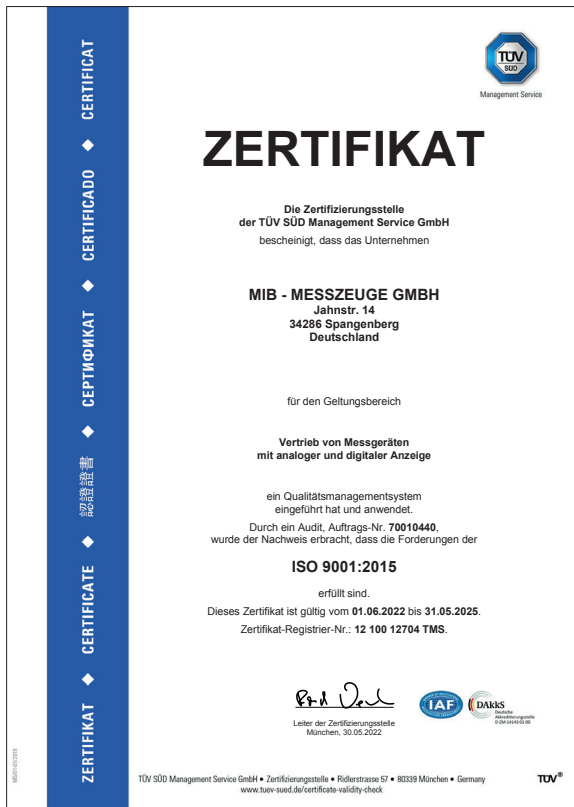 TÜV
SÜD
Management Service
ZERTIFIKAT
Die Zertifizierungsstelle
der TÜV SÜD Management Service GmbH
bescheinigt, dass das Unternehmen
MIB - MESSZEUGE GMBH
Jahnstr. 14
34286 Spangenberg
Deutschland
für den Geltungsbereich
Vertrieb von Messgeräten
mit analoger und digitaler Anzeige
ein Qualitätsmanagementsystem
eingeführt hat und anwendet.
Durch ein Audit, Auftrags-Nr. 70010440,
wurde der Nachweis erbracht, dass die Forderungen der
ISO 9001:2015
erfüllt sind.
Dieses Zertifikat ist gültig vom 01.06.2022 bis 31.05.2025.
Zertifikat-Registrier-Nr.: 12 100 12704 TMS.
Leiter der Zertifizierungsstelle
München, 30.05.2022
IAF
DAkkS
Deutsche
Akkreditierungsstelle
D-ZM-14143-01-00
TÜV SÜD Management Service GmbH • Zertifizierungsstelle • Ridlerstrasse 57 • 80339 München • Germany
www.tuev-sued.de/certificate-validity-check
TÜV®
ZERTIFIKAT ◆ CERTIFICATE ◆ 認證證書 ◆ СЕРТИФИКАТ ◆ CERTIFICADO ◆ CERTIFICAT